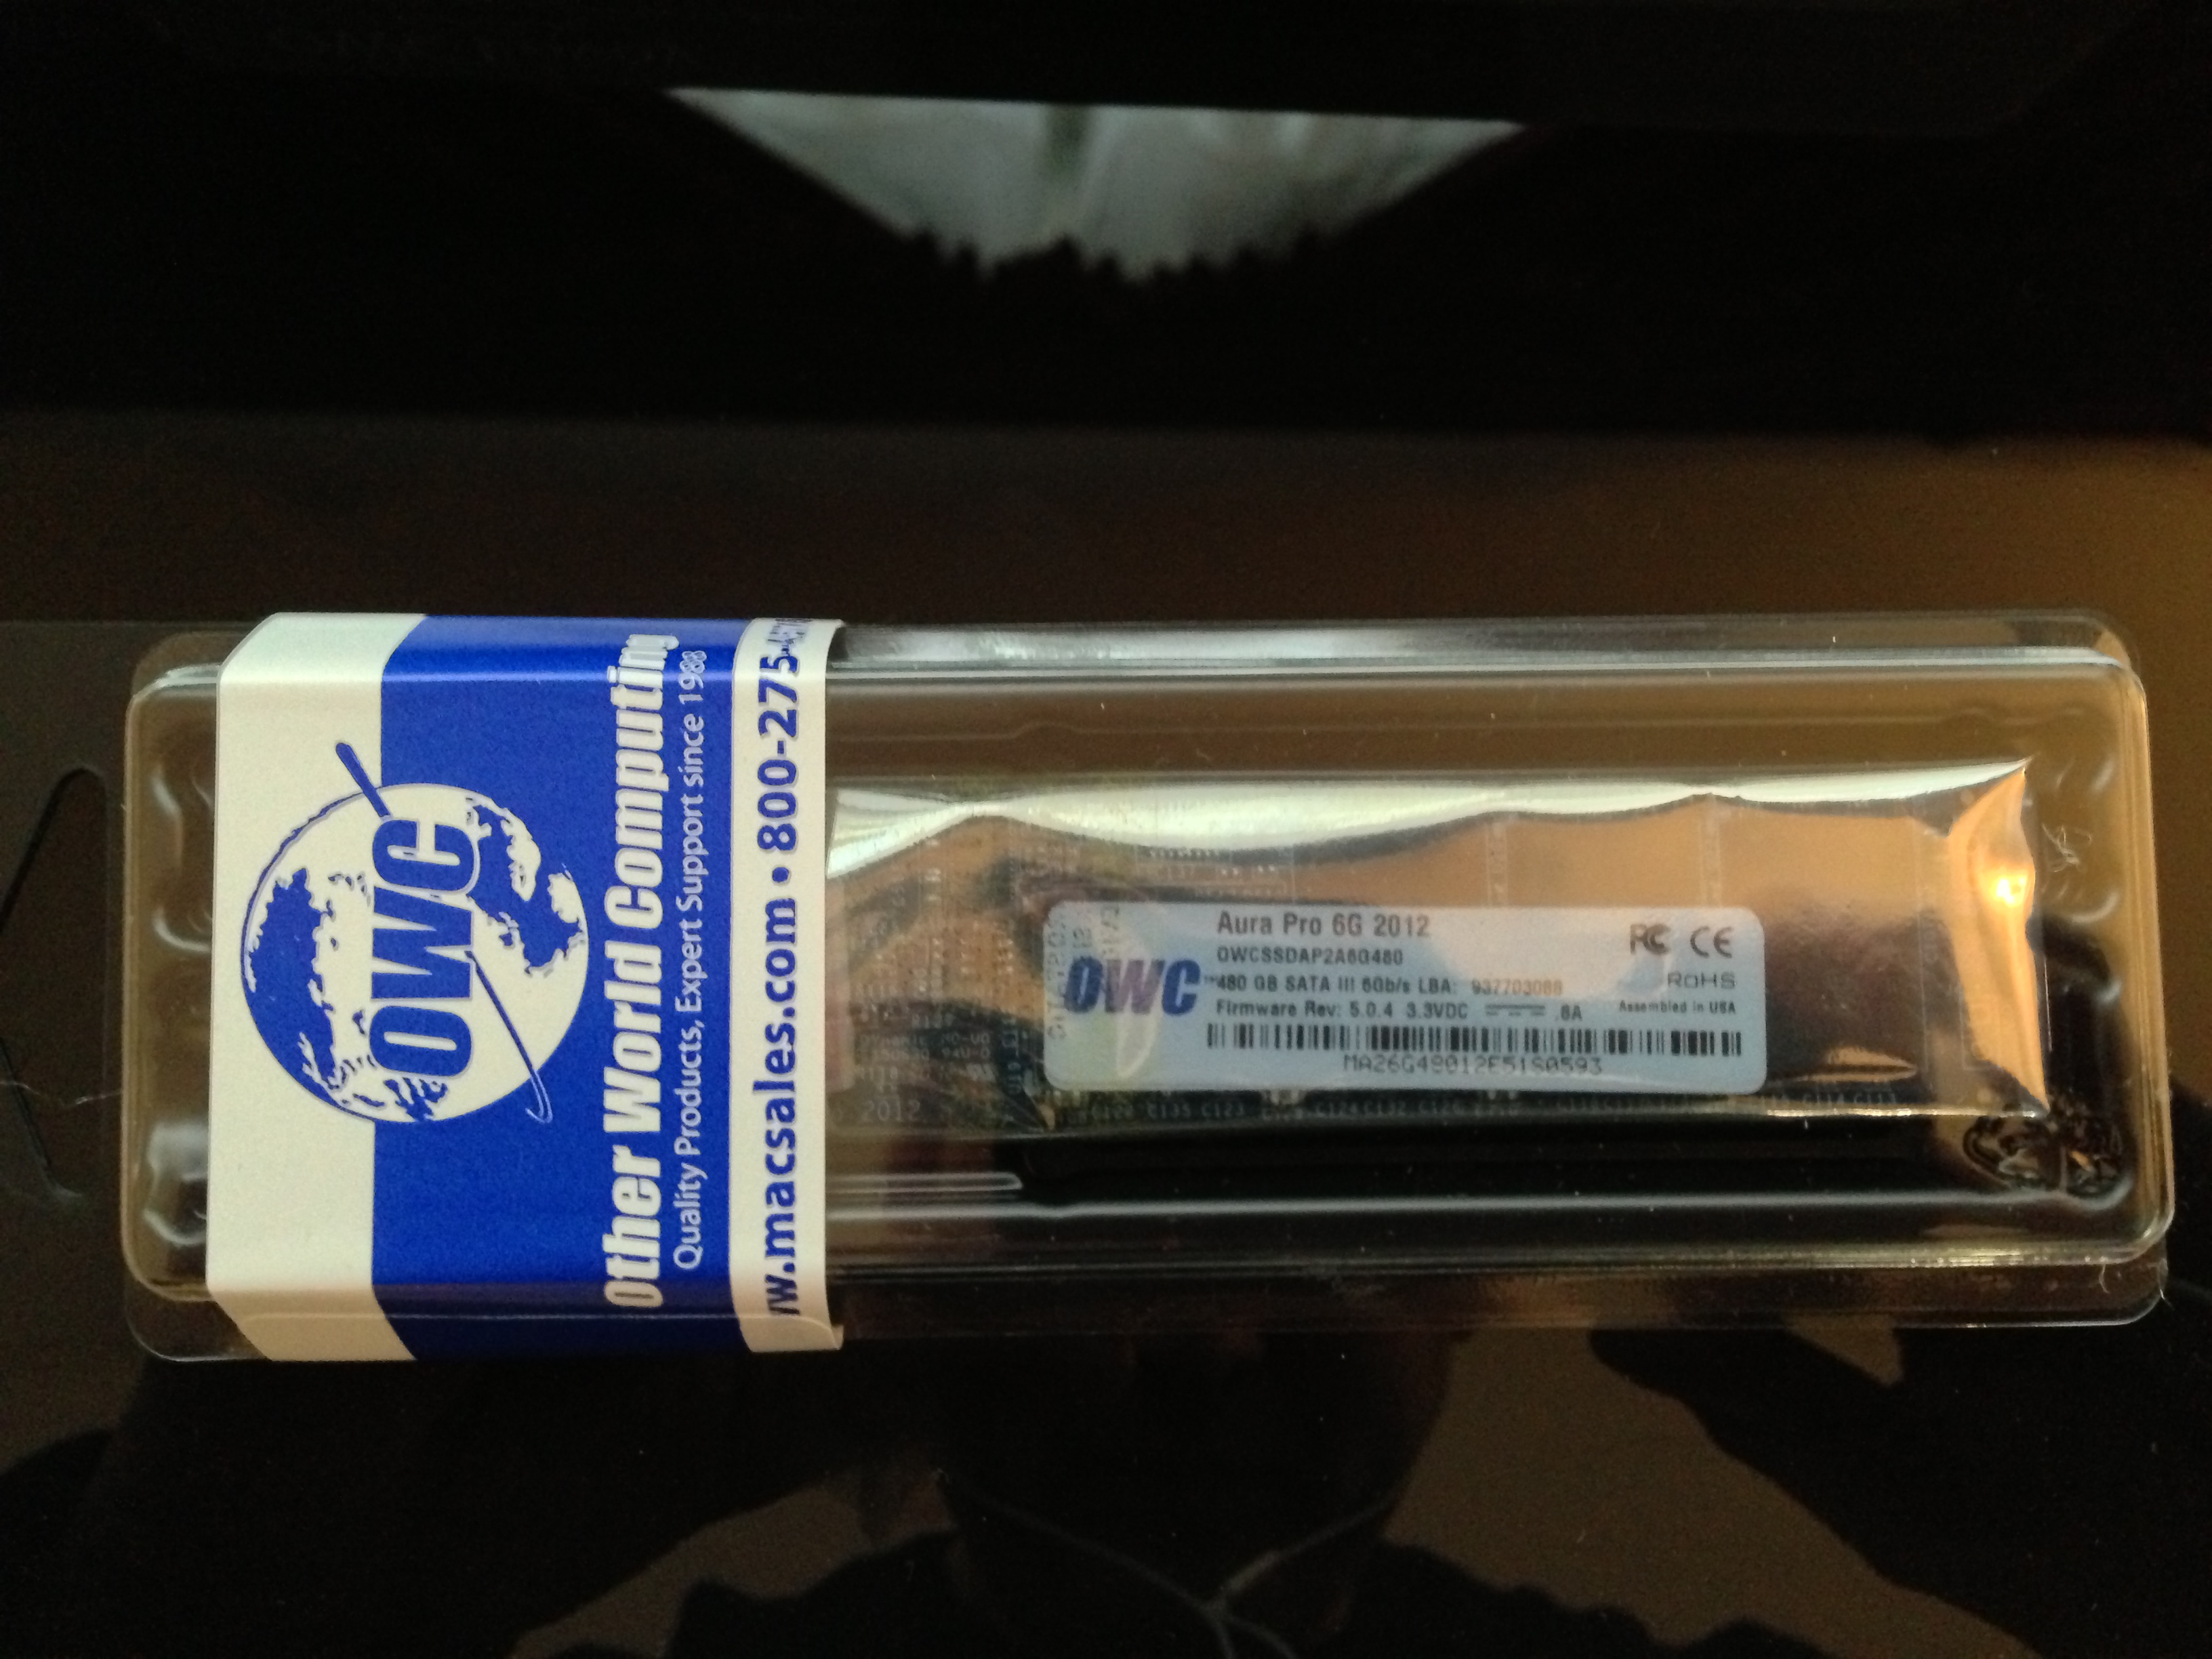 OWC
Other World Computing
Quality Products, Expert Support since 1988
w.macsales.com • 800-275-
OWC™
Aura Pro 6G 2012
OWCSSDAP2A6G480
480 GB SATA III 6Gb/s LBA: 937703088
Firmware Rev: 5.0.4 3.3VDC .8A
FC CE
RoHS
Assembled in USA
MA26G48012E51S0593
2012
C123